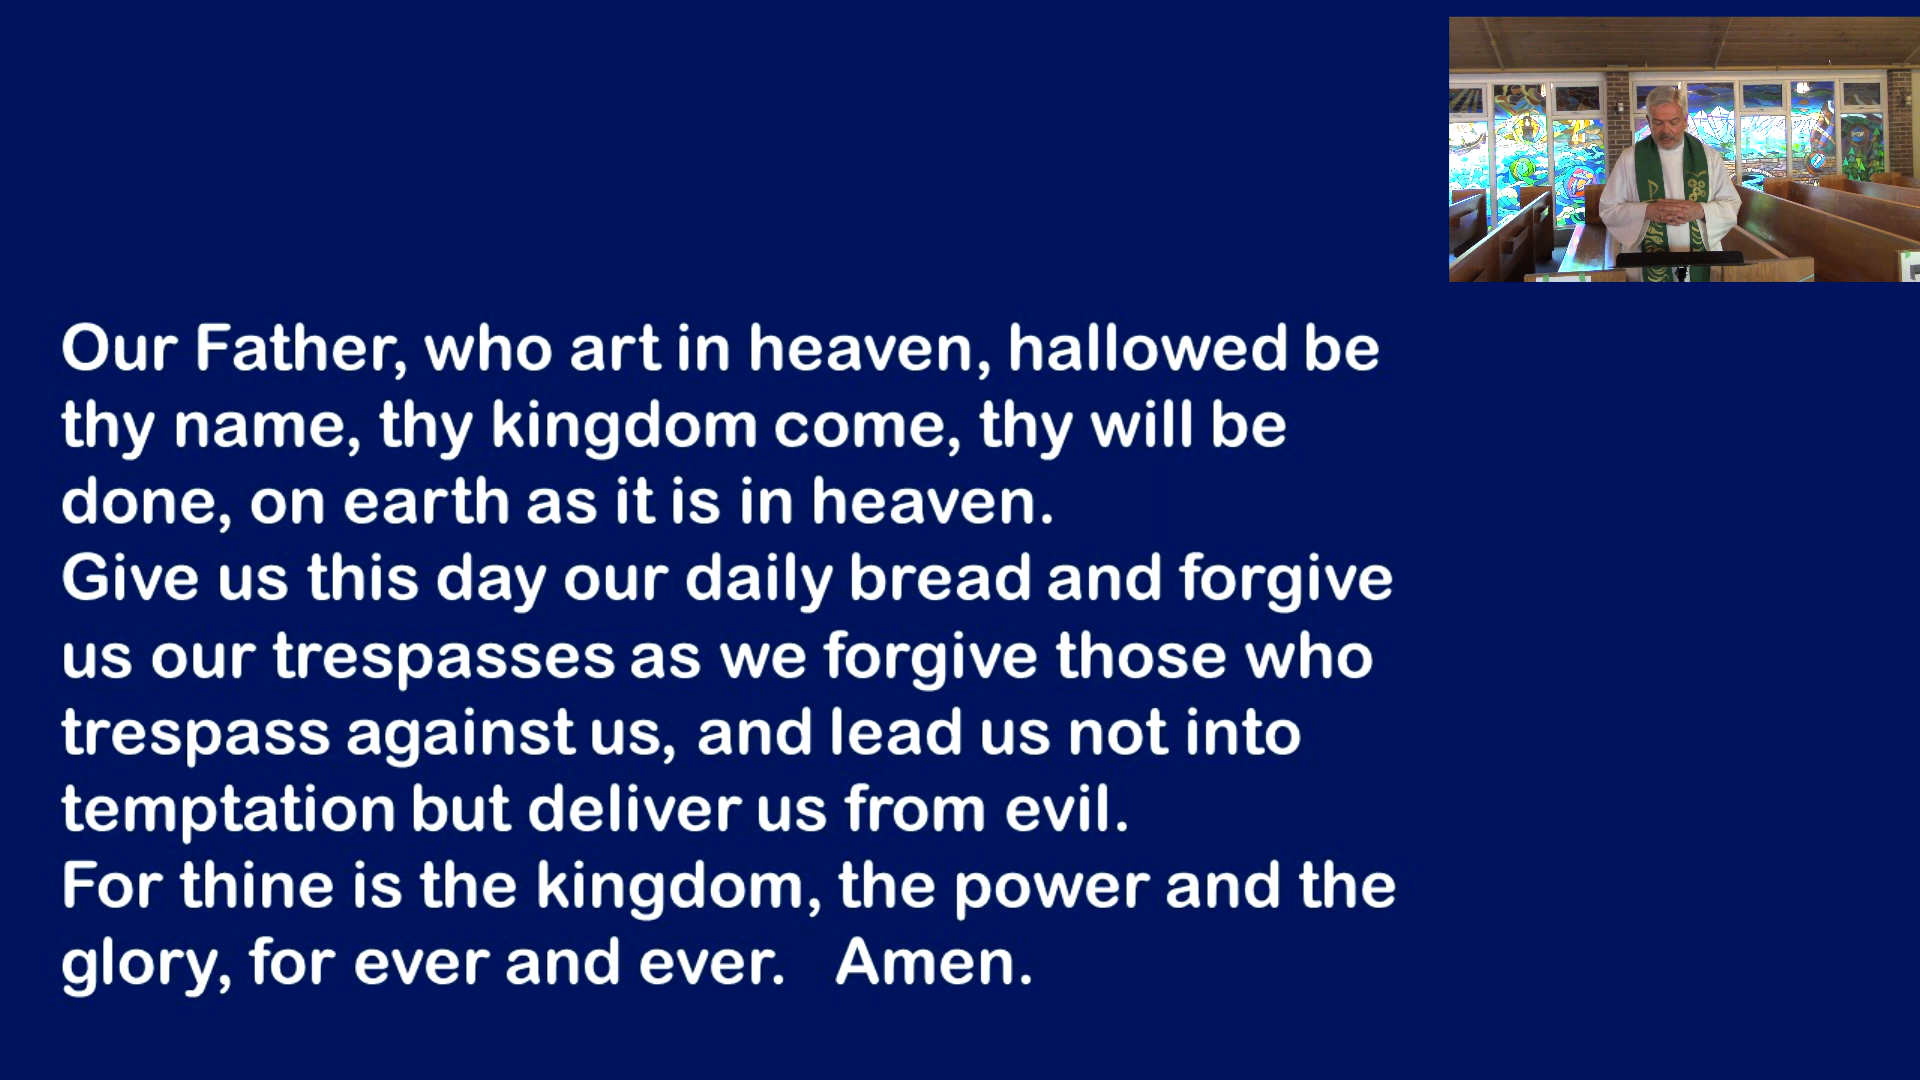 Our Father, who art in heaven, hallowed be
thy name, thy kingdom come, thy will be
done, on earth as it is in heaven.
Give us this day our daily bread and forgive
us our trespasses as we forgive those who
trespass against us, and lead us not into
temptation but deliver us from evil.
For thine is the kingdom, the power and the
glory, for ever and ever.   Amen.